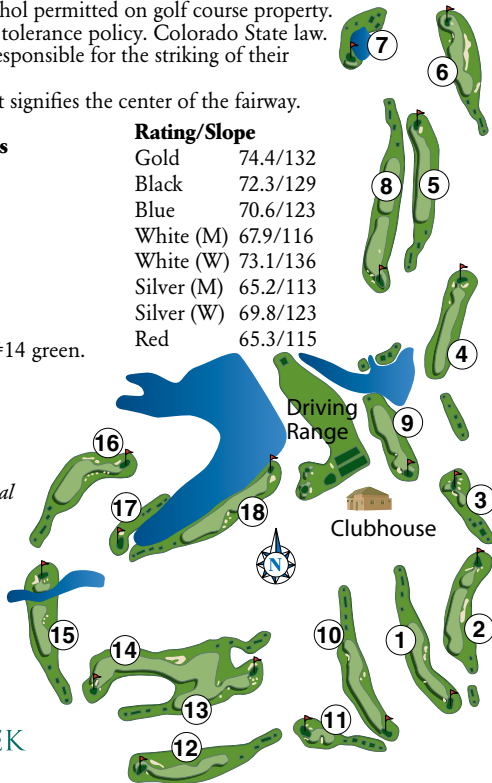 hol permitted on golf course property.
tolerance policy. Colorado State law.
esponsible for the striking of their
t signifies the center of the fairway.
s
Rating/Slope
Gold 74.4/132
Black 72.3/129
Blue 70.6/123
White (M) 67.9/116
White (W) 73.1/136
Silver (M) 65.2/113
Silver (W) 69.8/123
Red 65.3/115
#14 green.
al
EK
7
6
8
5
4
Driving
Range
9
16
17
18
3
Clubhouse
N
15
14
13
12
10
1
2
11